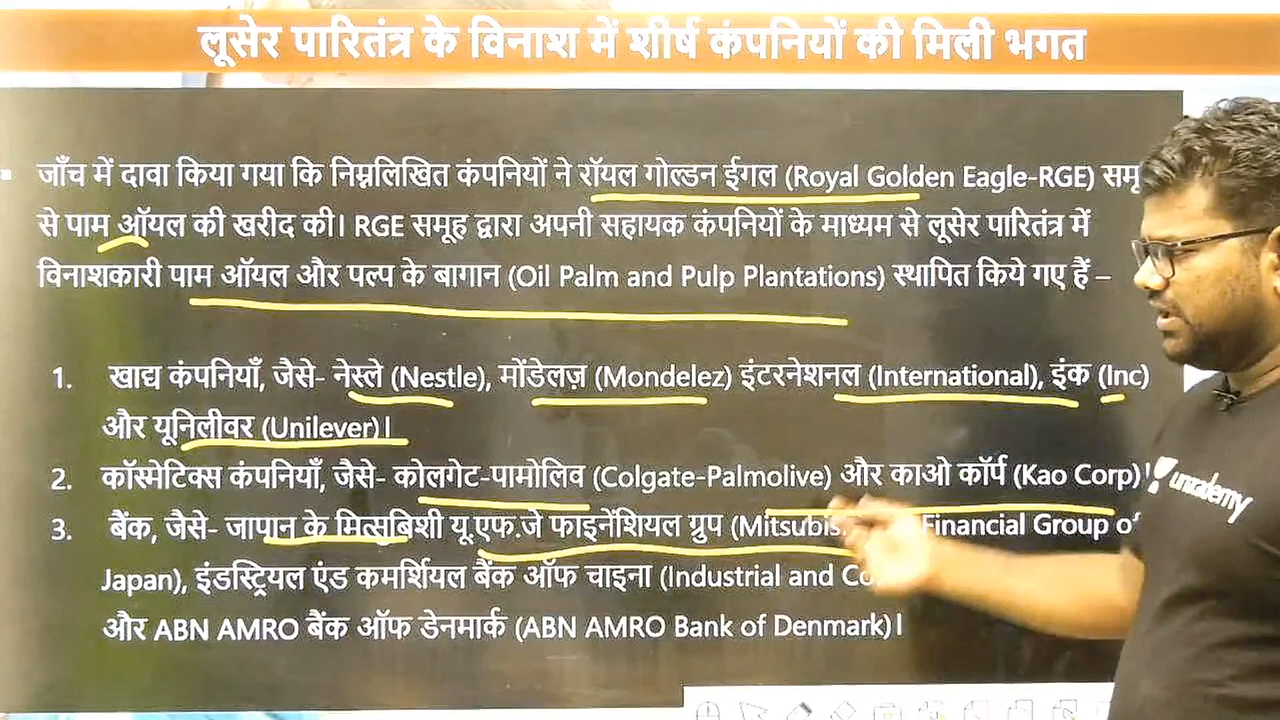 लूसेर पारितंत्र के विनाश में शीर्ष कंपनियों की मिली भगत
जाँच में दावा किया गया कि निम्नलिखित कंपनियों ने रॉयल गोल्डन ईगल (Royal Golden Eagle-RGE) समू
से पाम ऑयल की खरीद की। RGE समूह द्वारा अपनी सहायक कंपनियों के माध्यम से लूसेर पारितंत्र में
विनाशकारी पाम ऑयल और पल्प के बागान (Oil Palm and Pulp Plantations) स्थापित किये गए हैं –
1. खाद्य कंपनियाँ, जैसे- नेस्ले (Nestle), मोंडेलज़ (Mondelez) इंटरनेशनल (International), इंक (Inc)
और यूनिलीवर (Unilever)।
2. कॉस्मेटिक्स कंपनियाँ, जैसे- कोलगेट-पामोलिव (Colgate-Palmolive) और काओ कॉर्प (Kao Corp)।
unacademy
3. बैंक, जैसे- जापान के मित्सुबिशी यू.एफ.जे फाइनेंशियल ग्रुप (Mitsubis Financial Group of
Japan), इंडस्ट्रियल एंड कमर्शियल बैंक ऑफ चाइना (Industrial and Co
और ABN AMRO बैंक ऑफ डेनमार्क (ABN AMRO Bank of Denmark)।